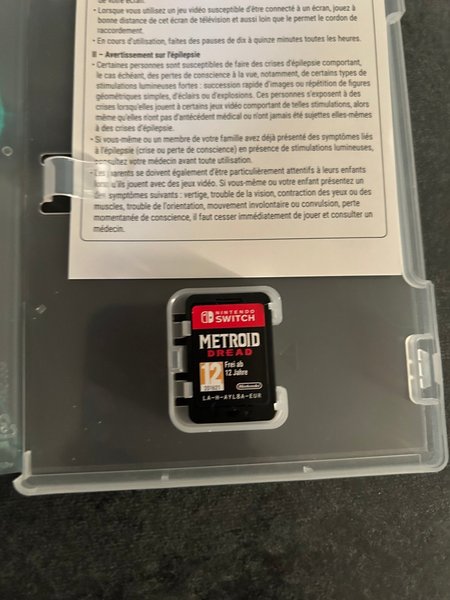 de votre écran.
• Lorsque vous utilisez un jeu vidéo susceptible d'être connecté à un écran, jouez à
bonne distance de cet écran de télévision et aussi loin que le permet le cordon de
raccordement.
• En cours d'utilisation, faites des pauses de dix à quinze minutes toutes les heures.
II – Avertissement sur l'épilepsie
• Certaines personnes sont susceptibles de faire des crises d'épilepsie comportant,
le cas échéant, des pertes de conscience à la vue, notamment, de certains types de
stimulations lumineuses fortes : succession rapide d'images ou répétition de figures
géométriques simples, d'éclairs ou d'explosions. Ces personnes s'exposent à des
crises lorsqu'elles jouent à certains jeux vidéo comportant de telles stimulations, alors
même qu'elles n'ont pas d'antécédent médical ou n'ont jamais été sujettes elles-mêmes
à des crises d'épilepsie.
• Si vous-même ou un membre de votre famille avez déjà présenté des symptômes liés
à l'épilepsie (crise ou perte de conscience) en présence de stimulations lumineuses,
consultez votre médecin avant toute utilisation.
• Les parents se doivent également d'être particulièrement attentifs à leurs enfants
lorsqu'ils jouent avec des jeux vidéo. Si vous-même ou votre enfant présentez un
des symptômes suivants : vertige, trouble de la vision, contraction des yeux ou des
muscles, trouble de l'orientation, mouvement involontaire ou convulsion, perte
momentanée de conscience, il faut cesser immédiatement de jouer et consulter un
médecin.
NINTENDO
SWITCH
METROID
DREAD
12
Frei ab
12 Jahre
Nintendo
LA-H-AYL8A-EUR